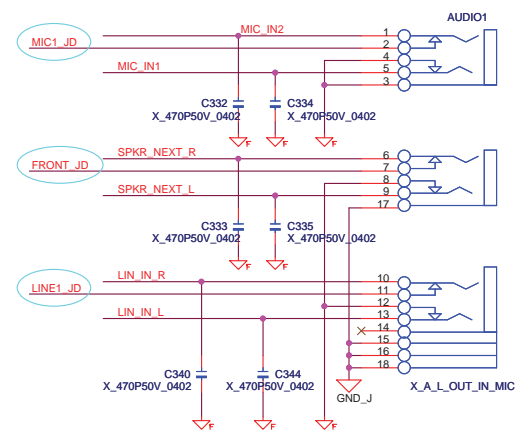 AUDIO1
MIC_IN2 1
MIC1_JD 2
4
MIC_IN1 5
3
C332 C334
X_470P50V_0402 X_470P50V_0402
F F F
SPKR_NEXT_R 6
FRONT_JD 7
8
SPKR_NEXT_L 9
17
C333 C335
X_470P50V_0402 X_470P50V_0402
F F
LIN_IN_R 10
LINE1_JD 11
12
LIN_IN_L 13
14
15
16
18
C340 C344
X_470P50V_0402 X_470P50V_0402
GND_J
X_A_L_OUT_IN_MIC
F F F